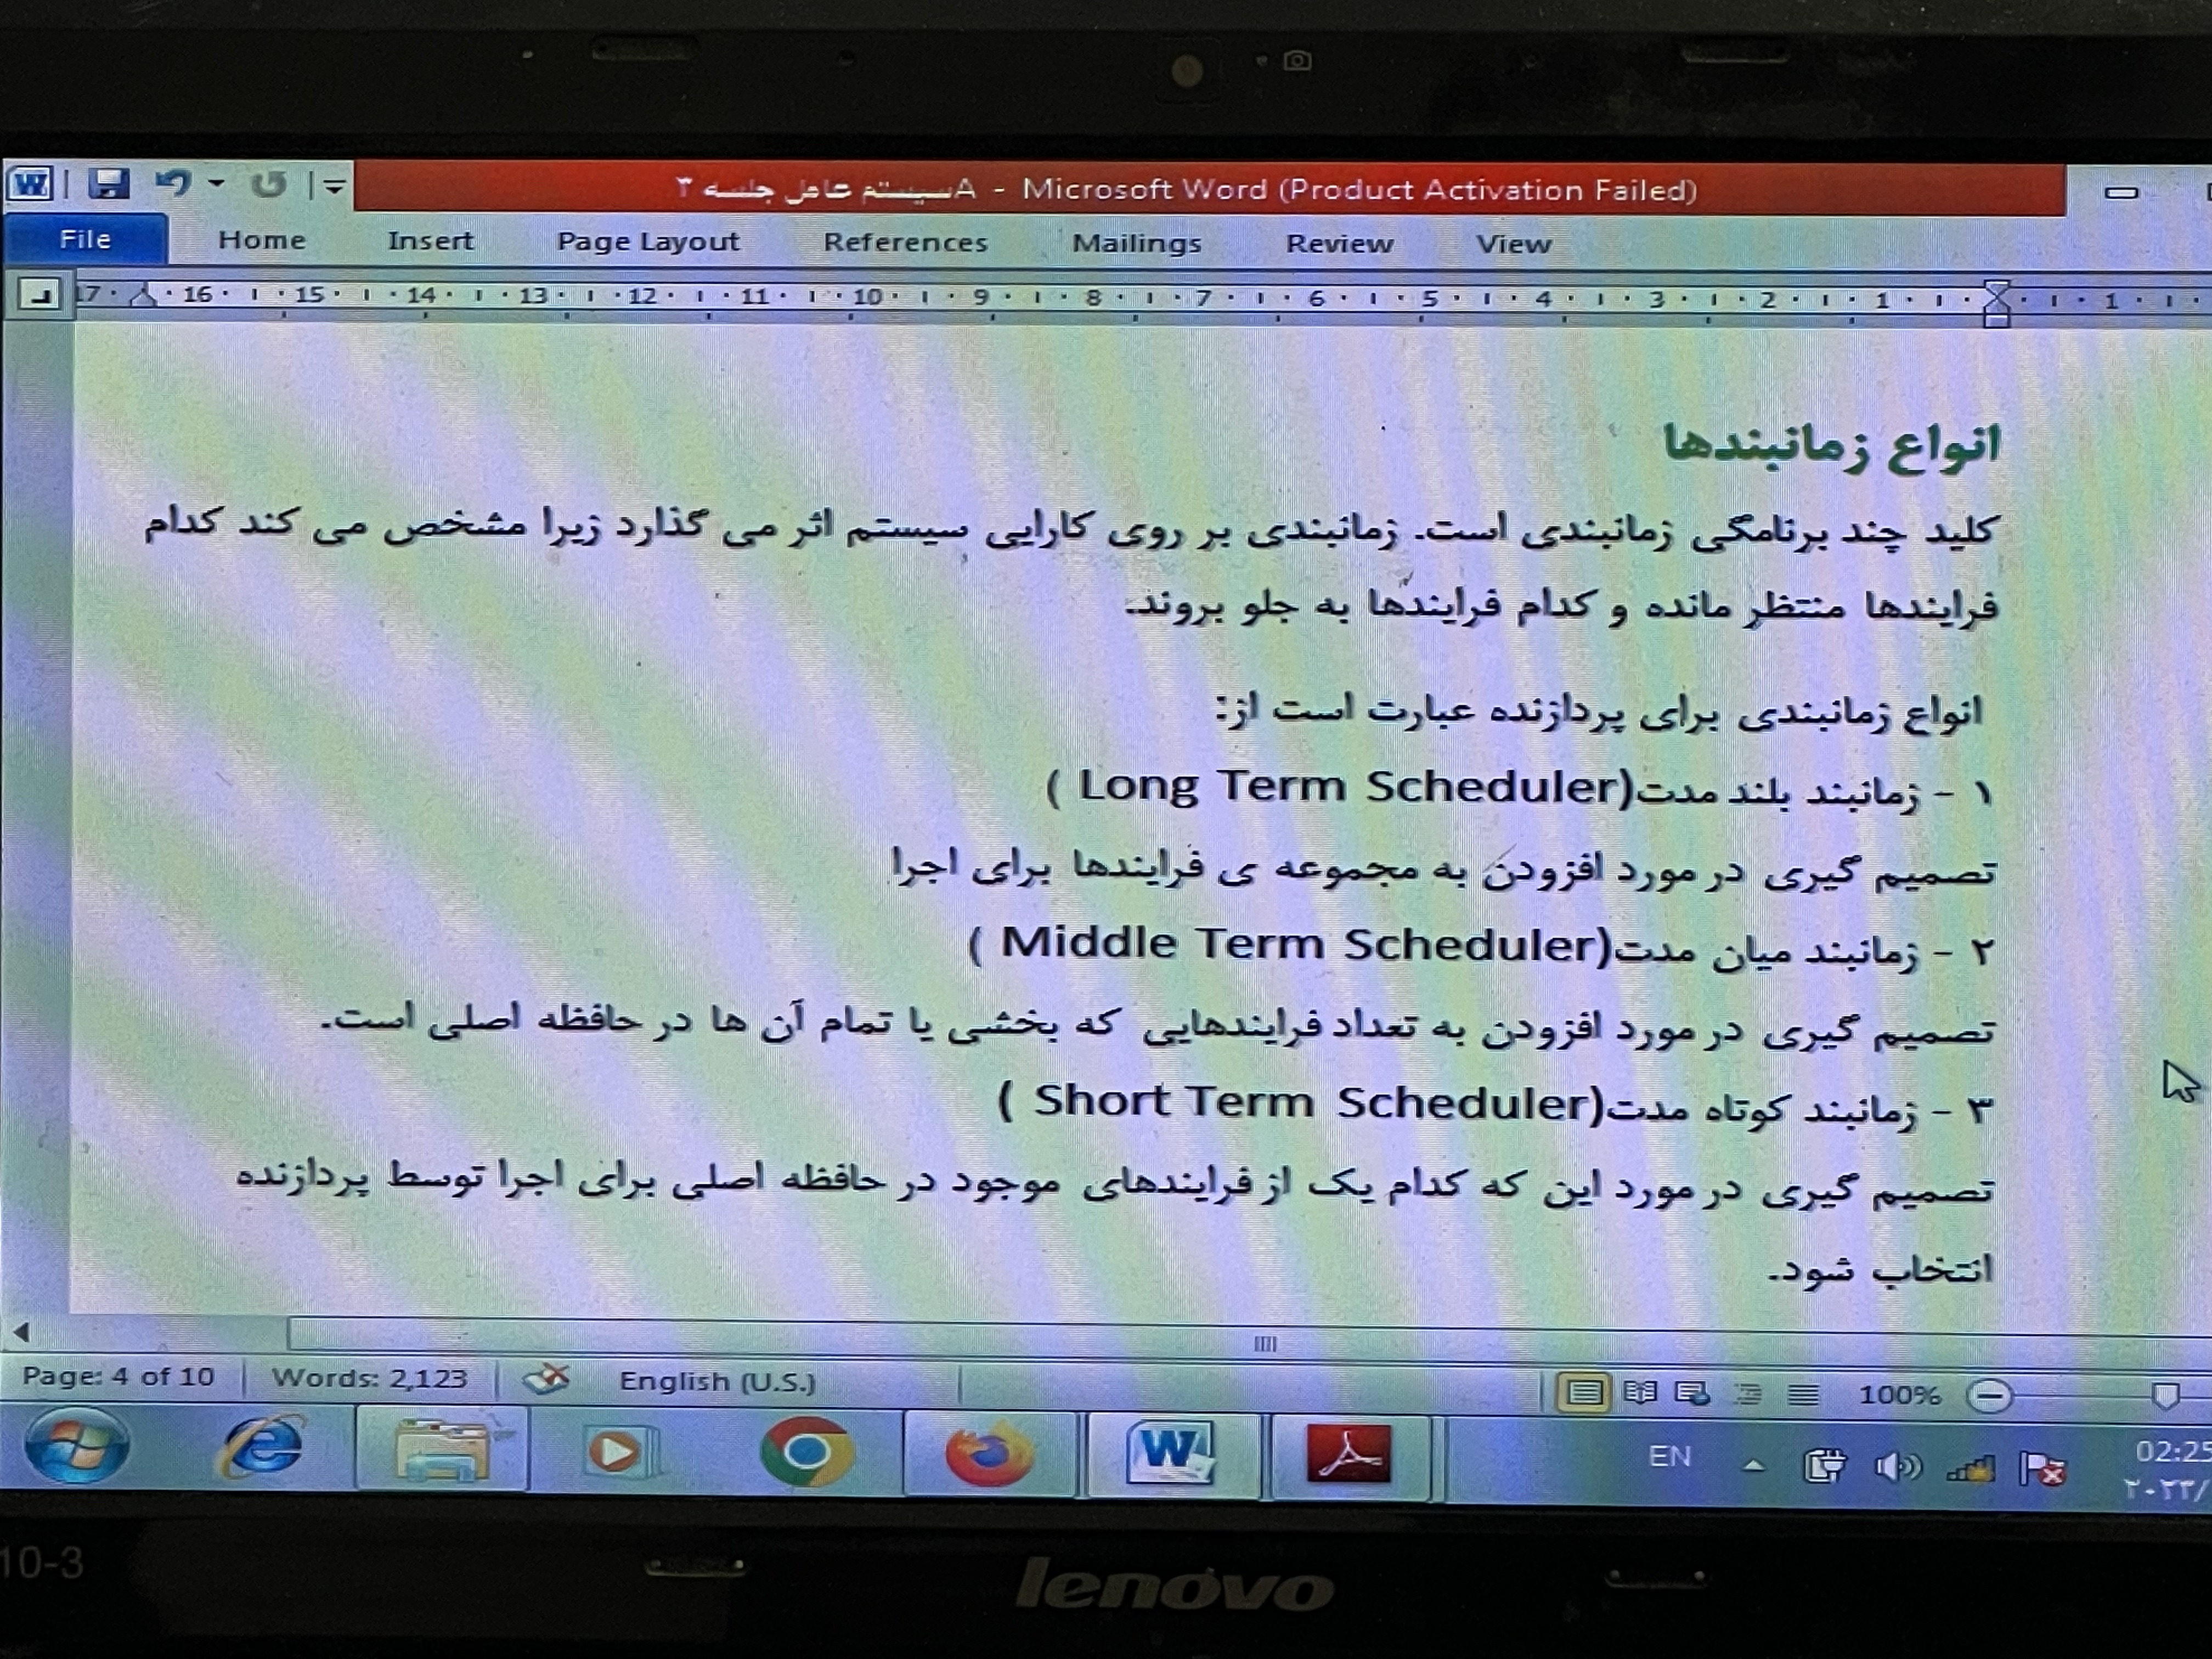 سیستم عامل جلسه ۳A - Microsoft Word (Product Activation Failed)
File Home Insert Page Layout References Mailings Review View
17 16 15 14 13 12 11 10 9 8 7 6 5 4 3 2 1 1
انواع زمانبندها
کلید چند برنامگی زمانبندی است. زمانبندی بر روی کارایی سیستم اثر می گذارد زیرا مشخص می کند کدام
فرایندها منتظر مانده و کدام فرایندها به جلو بروند.
انواع زمانبندی برای پردازنده عبارت است از:
۱ - زمانبند بلند مدت(Long Term Scheduler )
تصمیم گیری در مورد افزودن به مجموعه ی فرایندها برای اجرا
۲ - زمانبند میان مدت(Middle Term Scheduler )
تصمیم گیری در مورد افزودن به تعداد فرایندهایی که بخشی یا تمام آن ها در حافظه اصلی است.
۳ - زمانبند کوتاه مدت(Short Term Scheduler )
تصمیم گیری در مورد این که کدام یک از فرایندهای موجود در حافظه اصلی برای اجرا توسط پردازنده
انتخاب شود.
Page: 4 of 10 Words: 2,123 English (U.S.) 100%
EN 02:25
۲۰۲۳/
10-3 lenovo